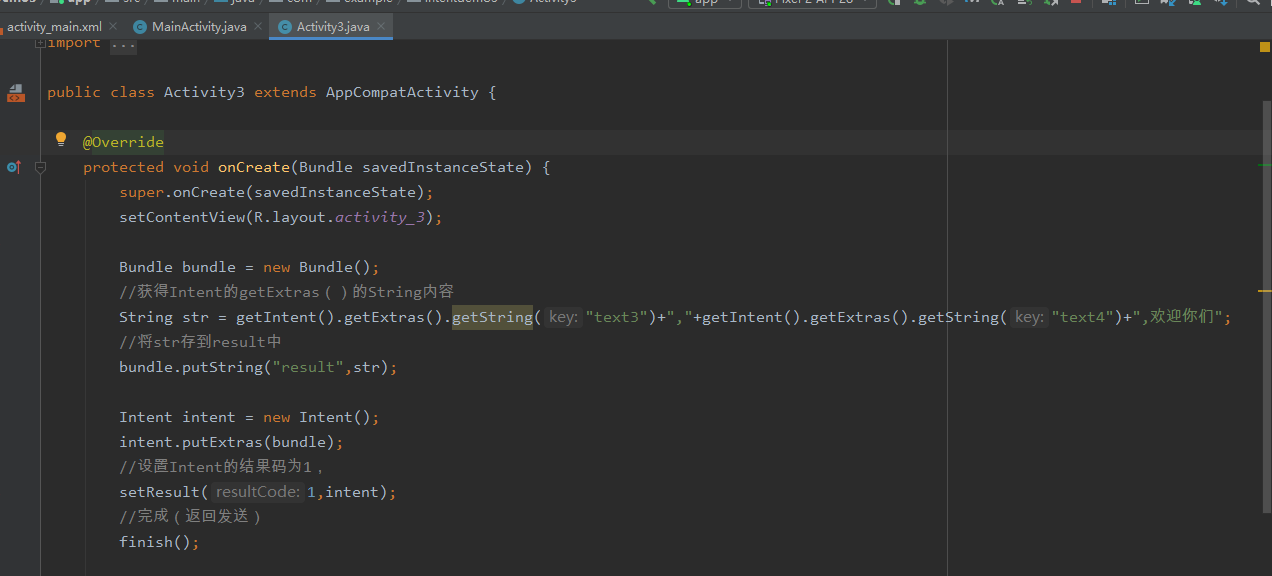 activity_main.xml MainActivity.java Activity3.java
import ...
public class Activity3 extends AppCompatActivity {
@Override
protected void onCreate(Bundle savedInstanceState) {
super.onCreate(savedInstanceState);
setContentView(R.layout.activity_3);
Bundle bundle = new Bundle();
//获得Intent的getExtras（）的String内容
String str = getIntent().getExtras().getString( key: "text3")+","+getIntent().getExtras().getString( key: "text4")+",欢迎你们";
//将str存到result中
bundle.putString("result",str);
Intent intent = new Intent();
intent.putExtras(bundle);
//设置Intent的结果码为1，
setResult( resultCode: 1,intent);
//完成（返回发送）
finish();